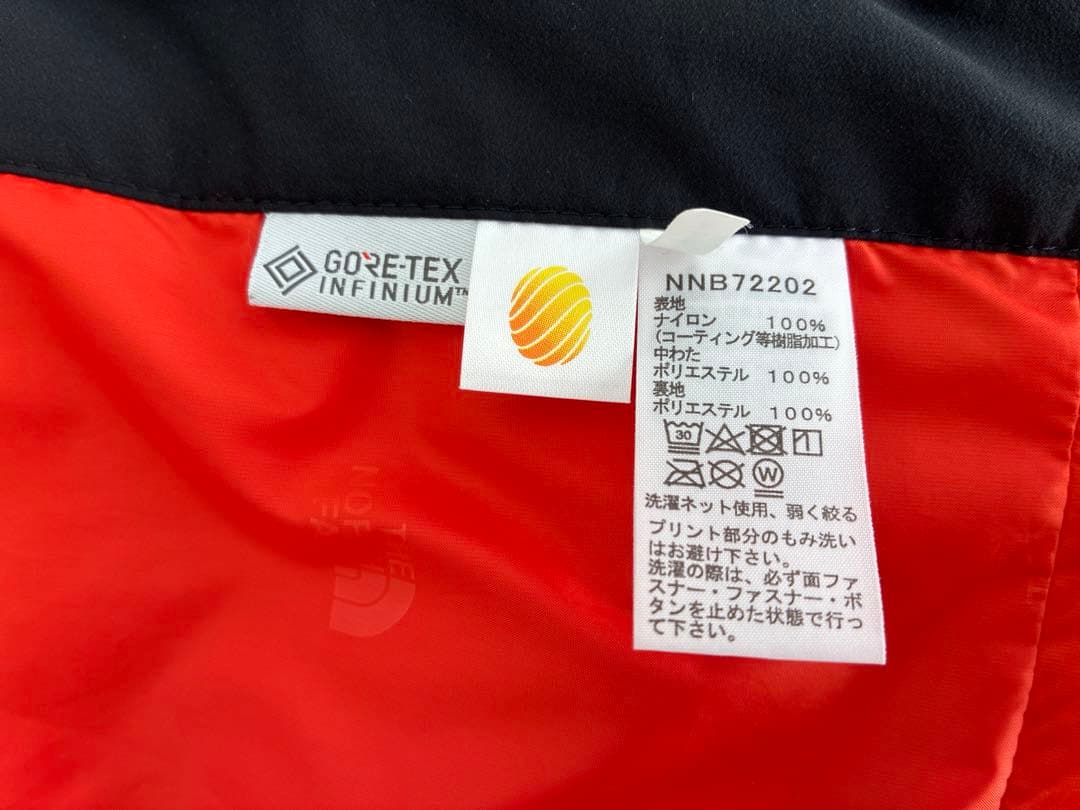 GORE-TEX
INFINIUM™
NNB72202
表地
ナイロン 100%
(コーティング等樹脂加工)
中わた
ポリエステル 100%
裏地
ポリエステル 100%
30
W
洗濯ネット使用、弱く絞る
プリント部分のもみ洗い
はお避け下さい。
洗濯の際は、必ず面ファ
スナー・ファスナー・ボ
タンを止めた状態で行っ
て下さい。
THE
NOR